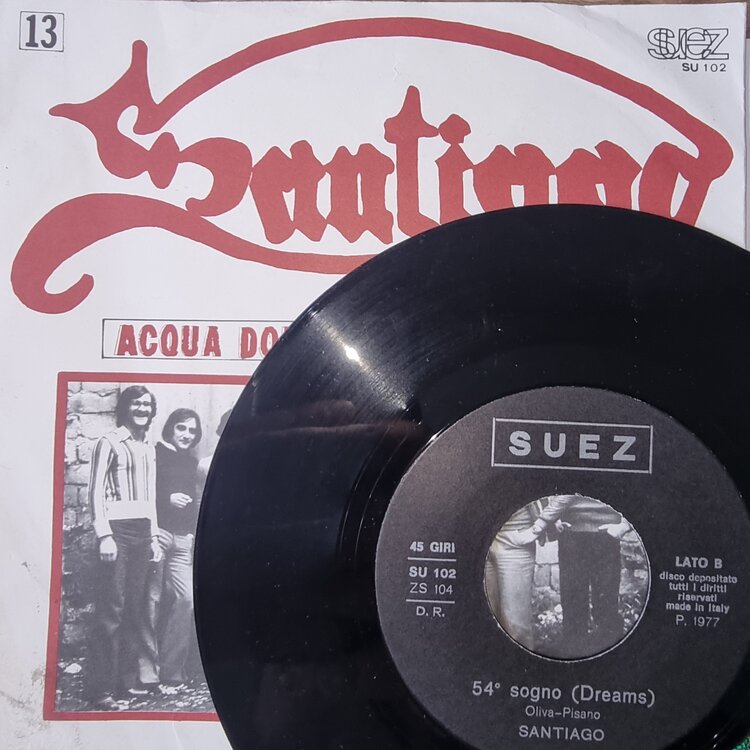 13
suez
SU 102
Santiago
ACQUA
SUEZ
45 GIRI
SU 102
ZS 104
D. R.
LATO B
disco depositato
tutti i diritti
riservati
made in Italy
P. 1977
54° sogno (Dreams)
Oliva-Pisano
SANTIAGO